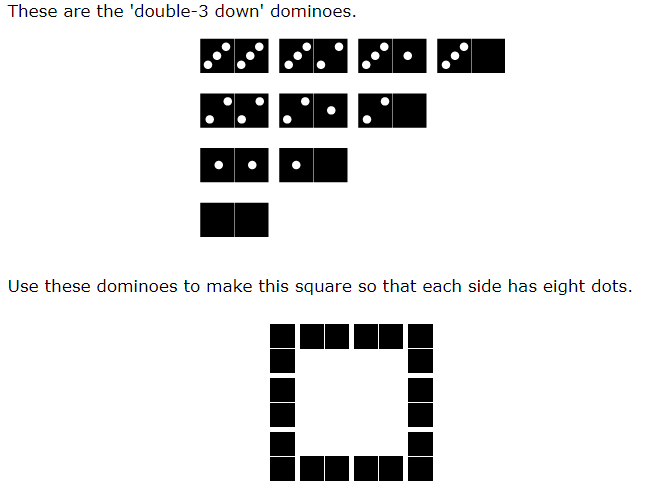 These are the 'double-3 down' dominoes.
Use these dominoes to make this square so that each side has eight dots.